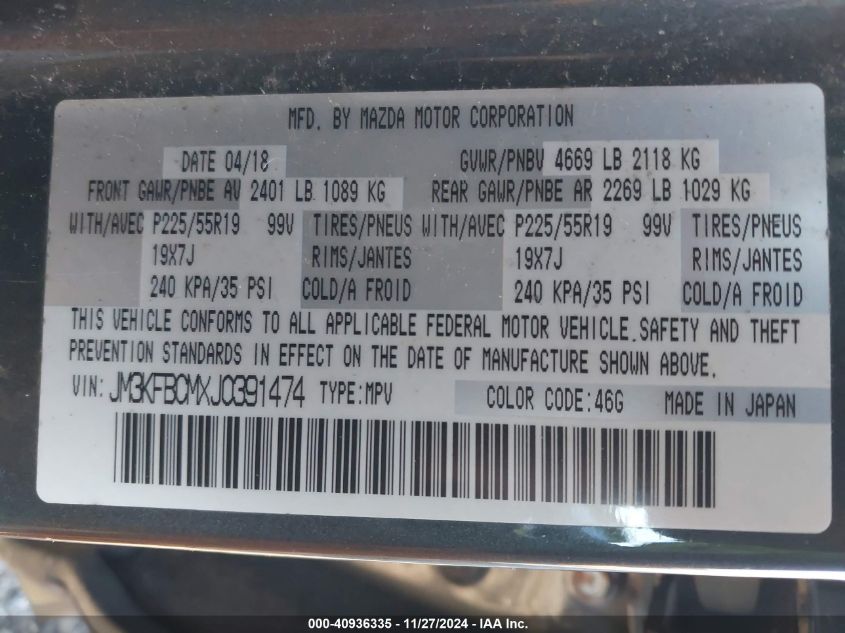 MFD. BY MAZDA MOTOR CORPORATION
DATE 04/18 GVWR/PNBV 4669 LB 2118 KG
FRONT GAWR/PNBE AV 2401 LB 1089 KG REAR GAWR/PNBE AR 2269 LB 1029 KG
WITH/AVEC P225/55R19 99V TIRES/PNEUS WITH/AVEC P225/55R19 99V TIRES/PNEUS
19X7J RIMS/JANTES 19X7J RIMS/JANTES
240 KPA/35 PSI COLD/A FROID 240 KPA/35 PSI COLD/A FROID
THIS VEHICLE CONFORMS TO ALL APPLICABLE FEDERAL MOTOR VEHICLE SAFETY AND THEFT
PREVENTION STANDARDS IN EFFECT ON THE DATE OF MANUFACTURE SHOWN ABOVE.
VIN: JM3KFBCMXJ0391474 TYPE:MPV COLOR CODE:46G MADE IN JAPAN
000-40936335 - 11/27/2024 - © IAA Inc.